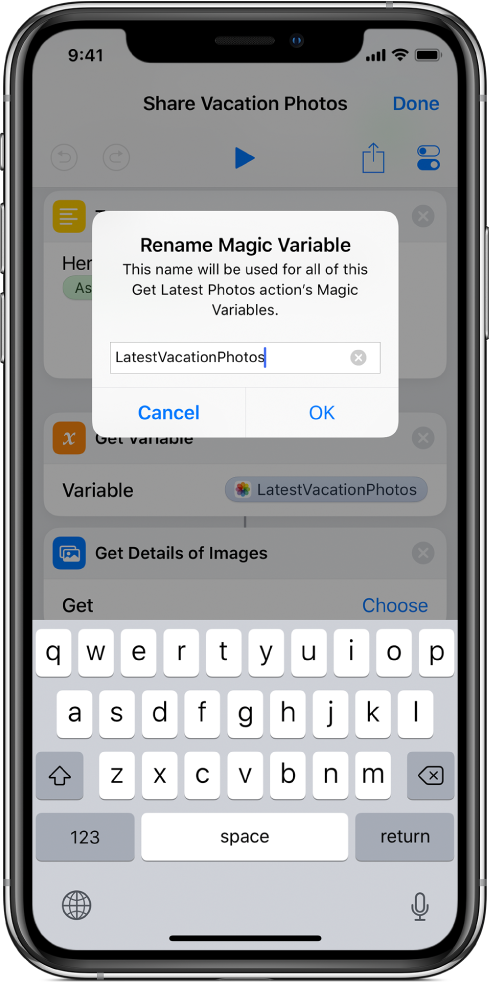 9:41
Share Vacation Photos Done
Rename Magic Variable
This name will be used for all of this
Get Latest Photos action’s Magic
Variables.
LatestVacationPhotos
Cancel OK
Get Variable
Variable LatestVacationPhotos
Get Details of Images
Get Choose
q w e r t y u i o p
a s d f g h j k l
z x c v b n m
123 space return